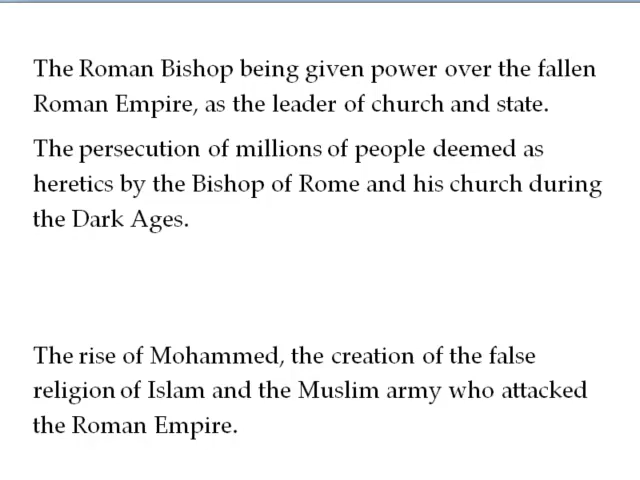 The Roman Bishop being given power over the fallen
Roman Empire, as the leader of church and state.
The persecution of millions of people deemed as
heretics by the Bishop of Rome and his church during
the Dark Ages.
The rise of Mohammed, the creation of the false
religion of Islam and the Muslim army who attacked
the Roman Empire.